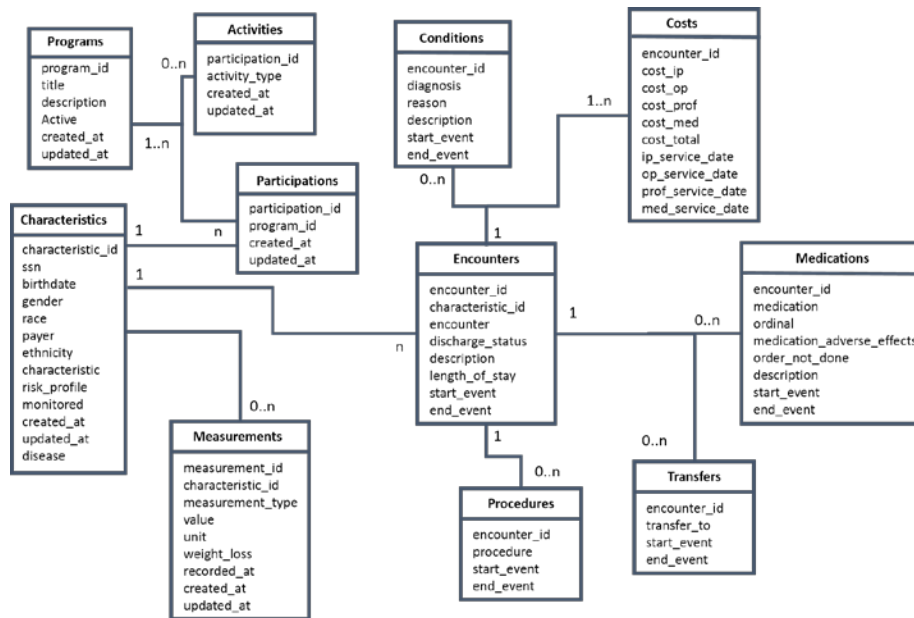 Programs
program_id
title
description
Active
created_at
updated_at
Activities
participation_id
activity_type
created_at
updated_at
0..n
1..n
Participations
participation_id
program_id
created_at
updated_at
n
1
Characteristics
characteristic_id
ssn
birthdate
gender
race
payer
ethnicity
characteristic
risk_profile
monitored
created_at
updated_at
disease
1
n
0..n
Measurements
measurement_id
characteristic_id
measurement_type
value
unit
weight_loss
recorded_at
created_at
updated_at
Conditions
encounter_id
diagnosis
reason
description
start_event
end_event
0..n
Costs
encounter_id
cost_ip
cost_op
cost_prof
cost_med
cost_total
ip_service_date
op_service_date
prof_service_date
med_service_date
1..n
1
Encounters
encounter_id
characteristic_id
encounter
discharge_status
description
length_of_stay
start_event
end_event
1
0..n
Medications
encounter_id
medication
ordinal
medication_adverse_effects
order_not_done
description
start_event
end_event
1
0..n
Procedures
encounter_id
procedure
start_event
end_event
0..n
Transfers
encounter_id
transfer_to
start_event
end_event